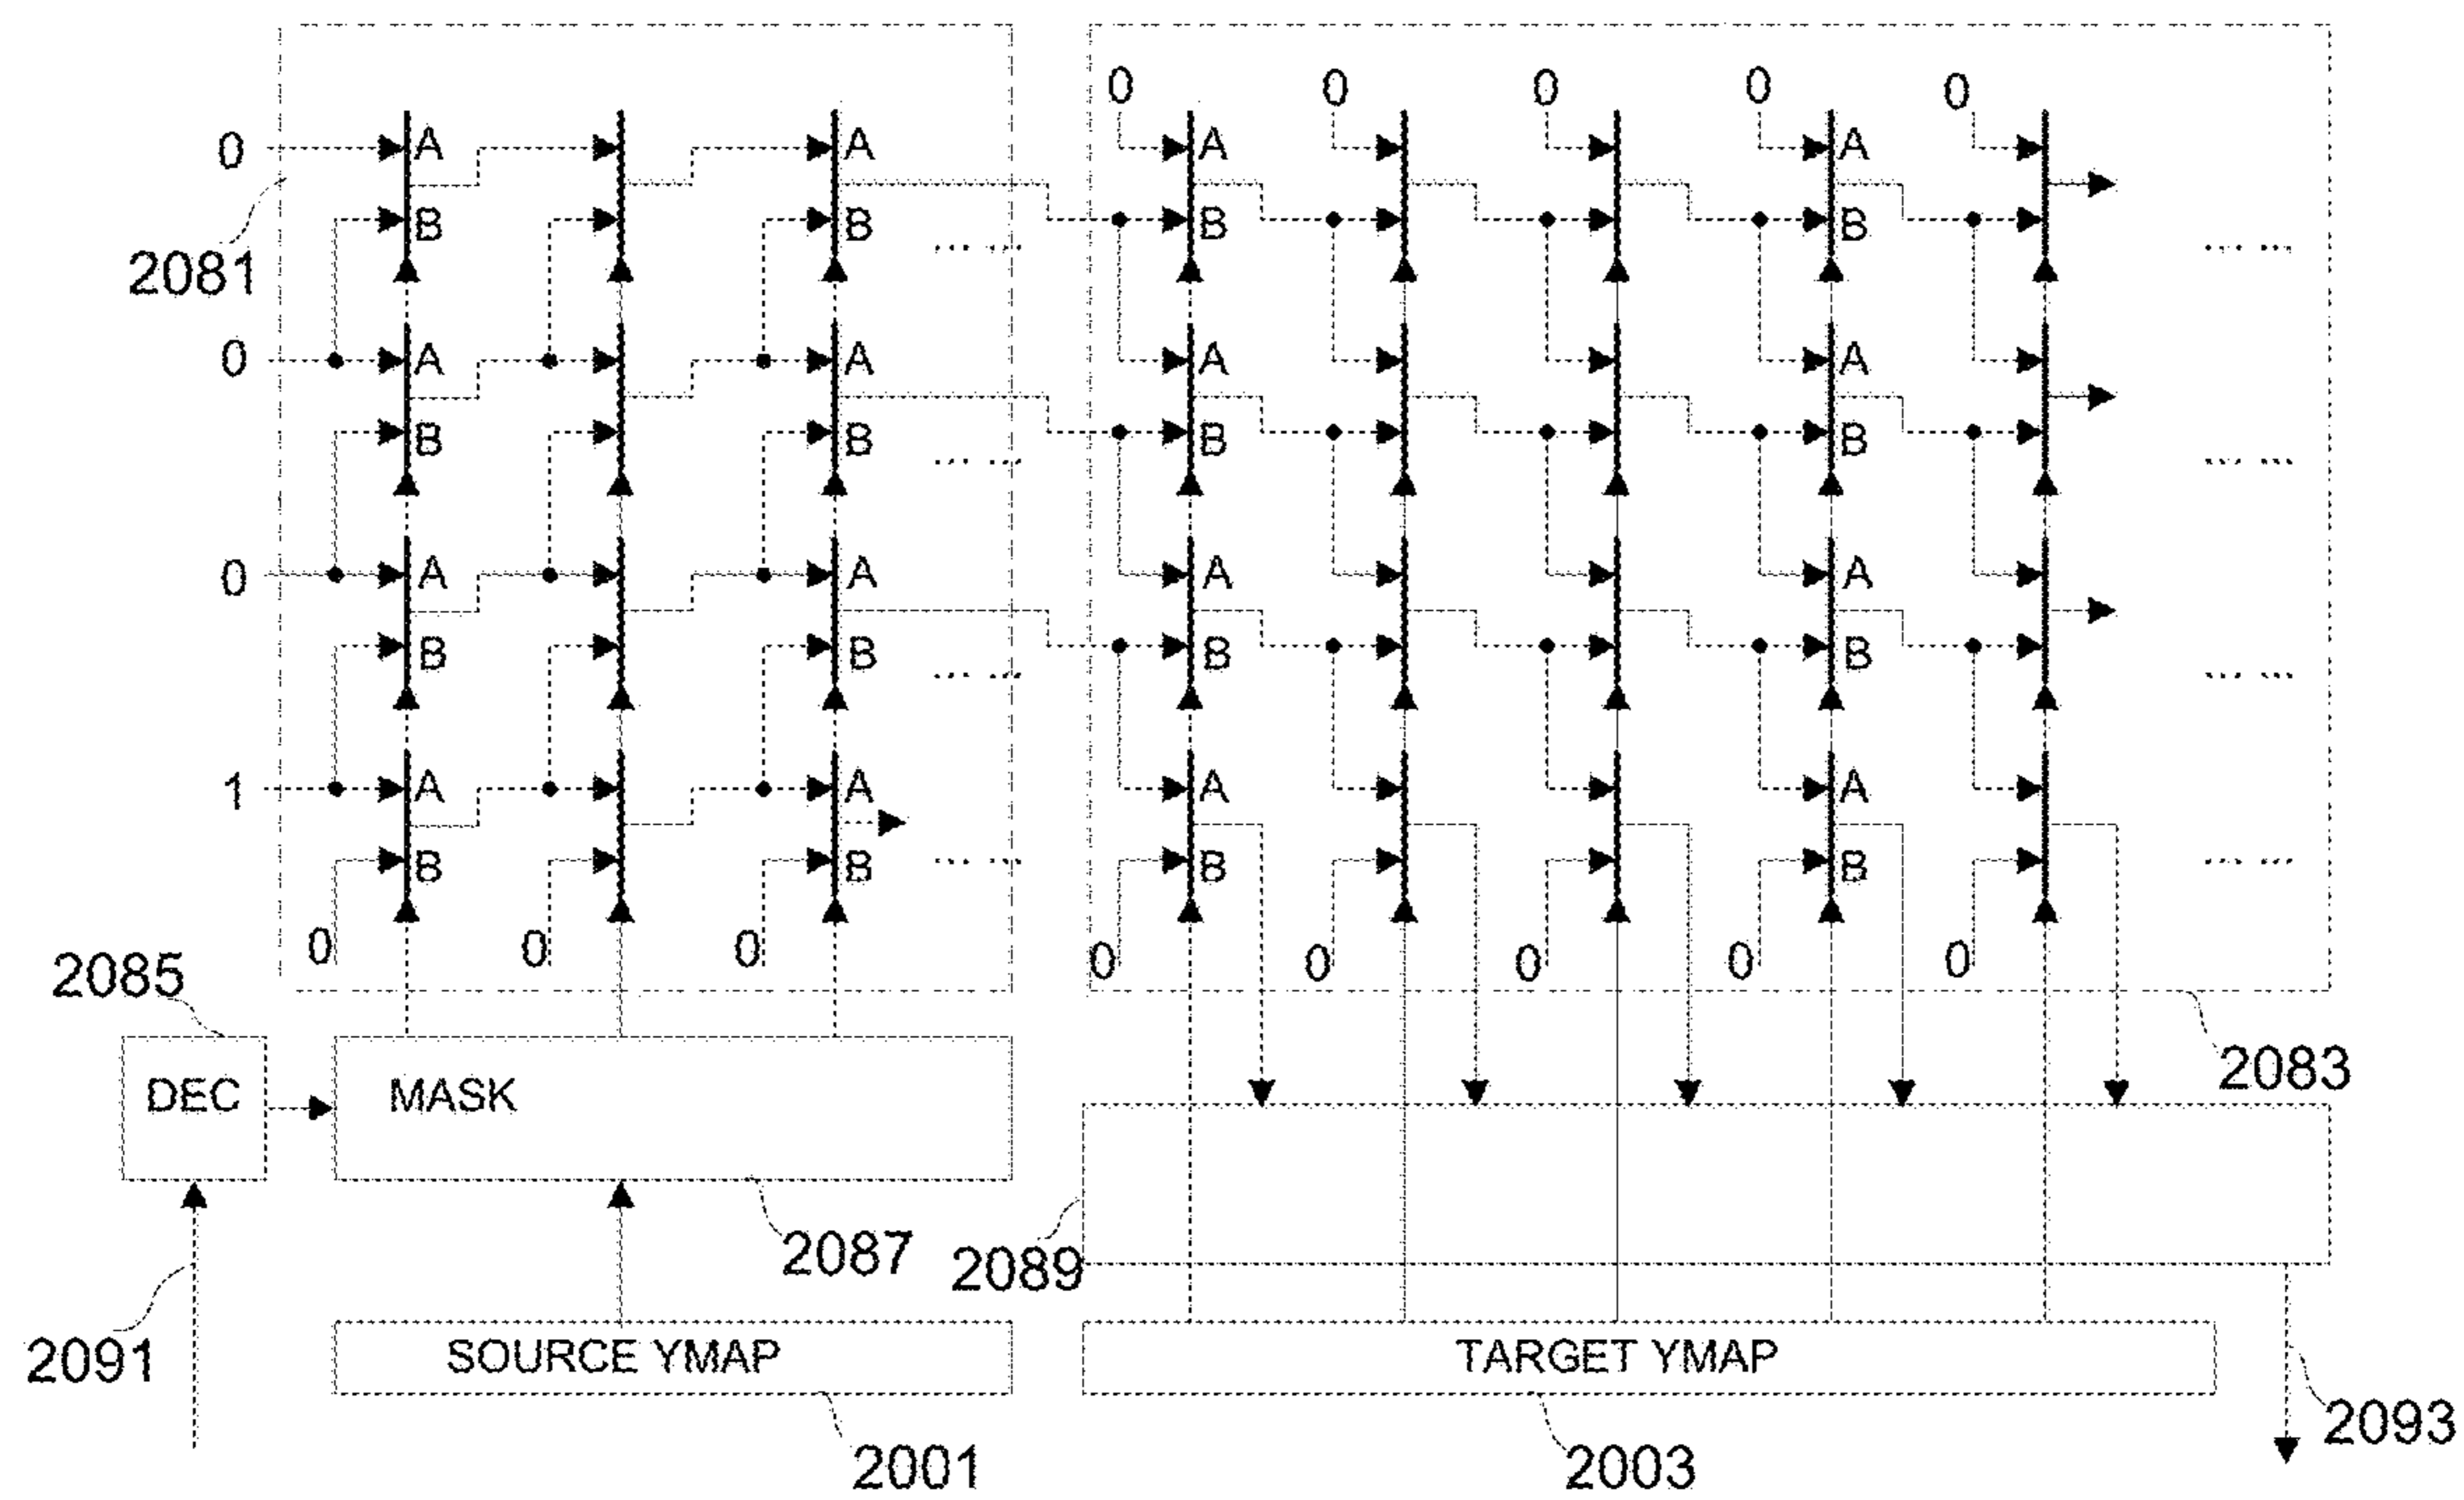 0 0 0 0 0
0 A A A A
2081 B B B B
0 A A A A
B B B B
0 A A A A
B B B B
1 A A A A
B B B B
0 0 0 0 0 0 0 0
2085
DEC MASK 2083
2087 2089
2091 SOURCE YMAP TARGET YMAP
2001 2003 2093